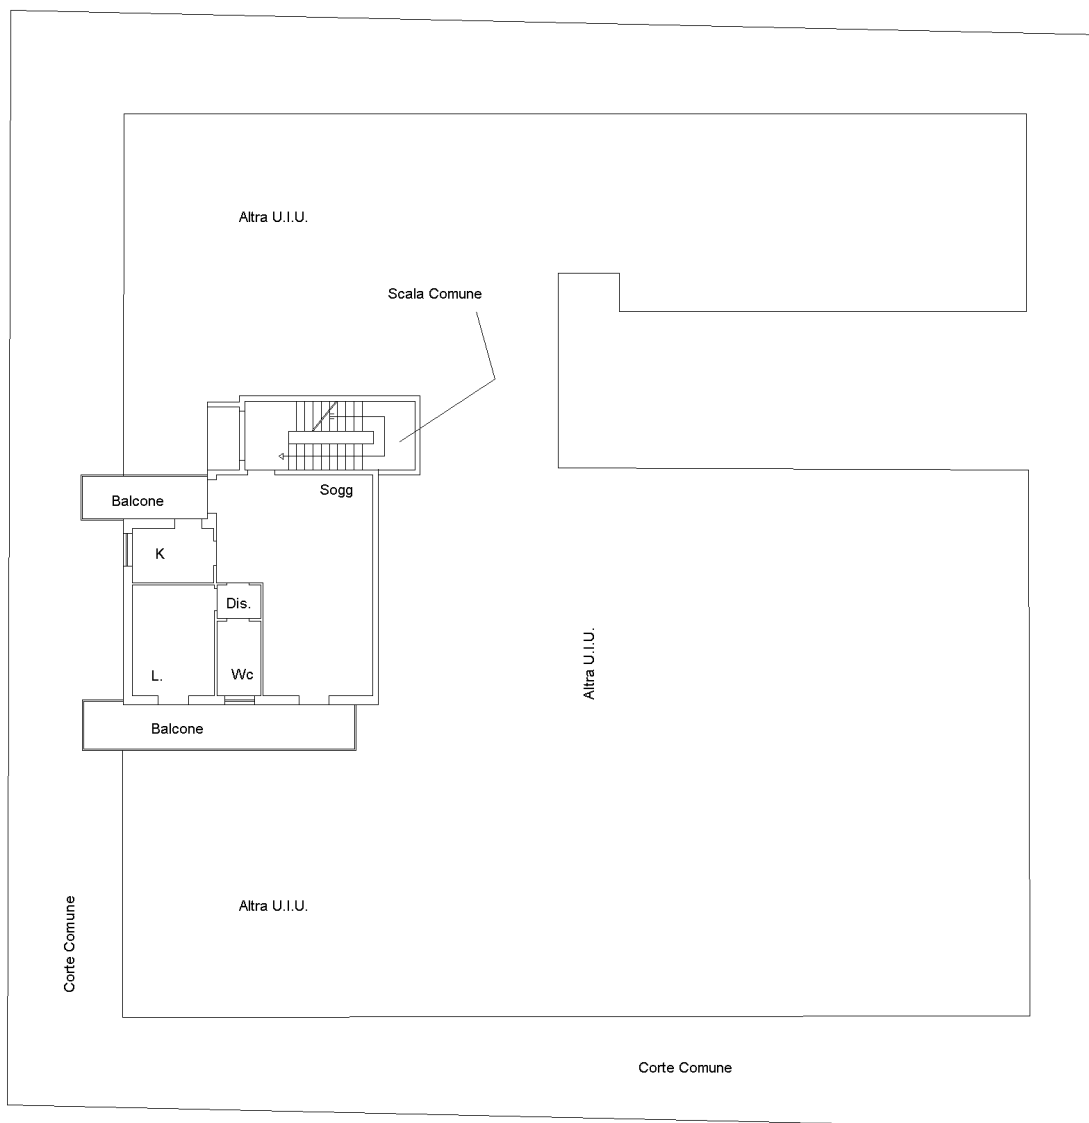 Altra U.I.U.
Scala Comune
Sogg
Balcone
K
Dis.
L.
Wc
Altra U.I.U.
Balcone
Altra U.I.U.
Corte Comune
Corte Comune